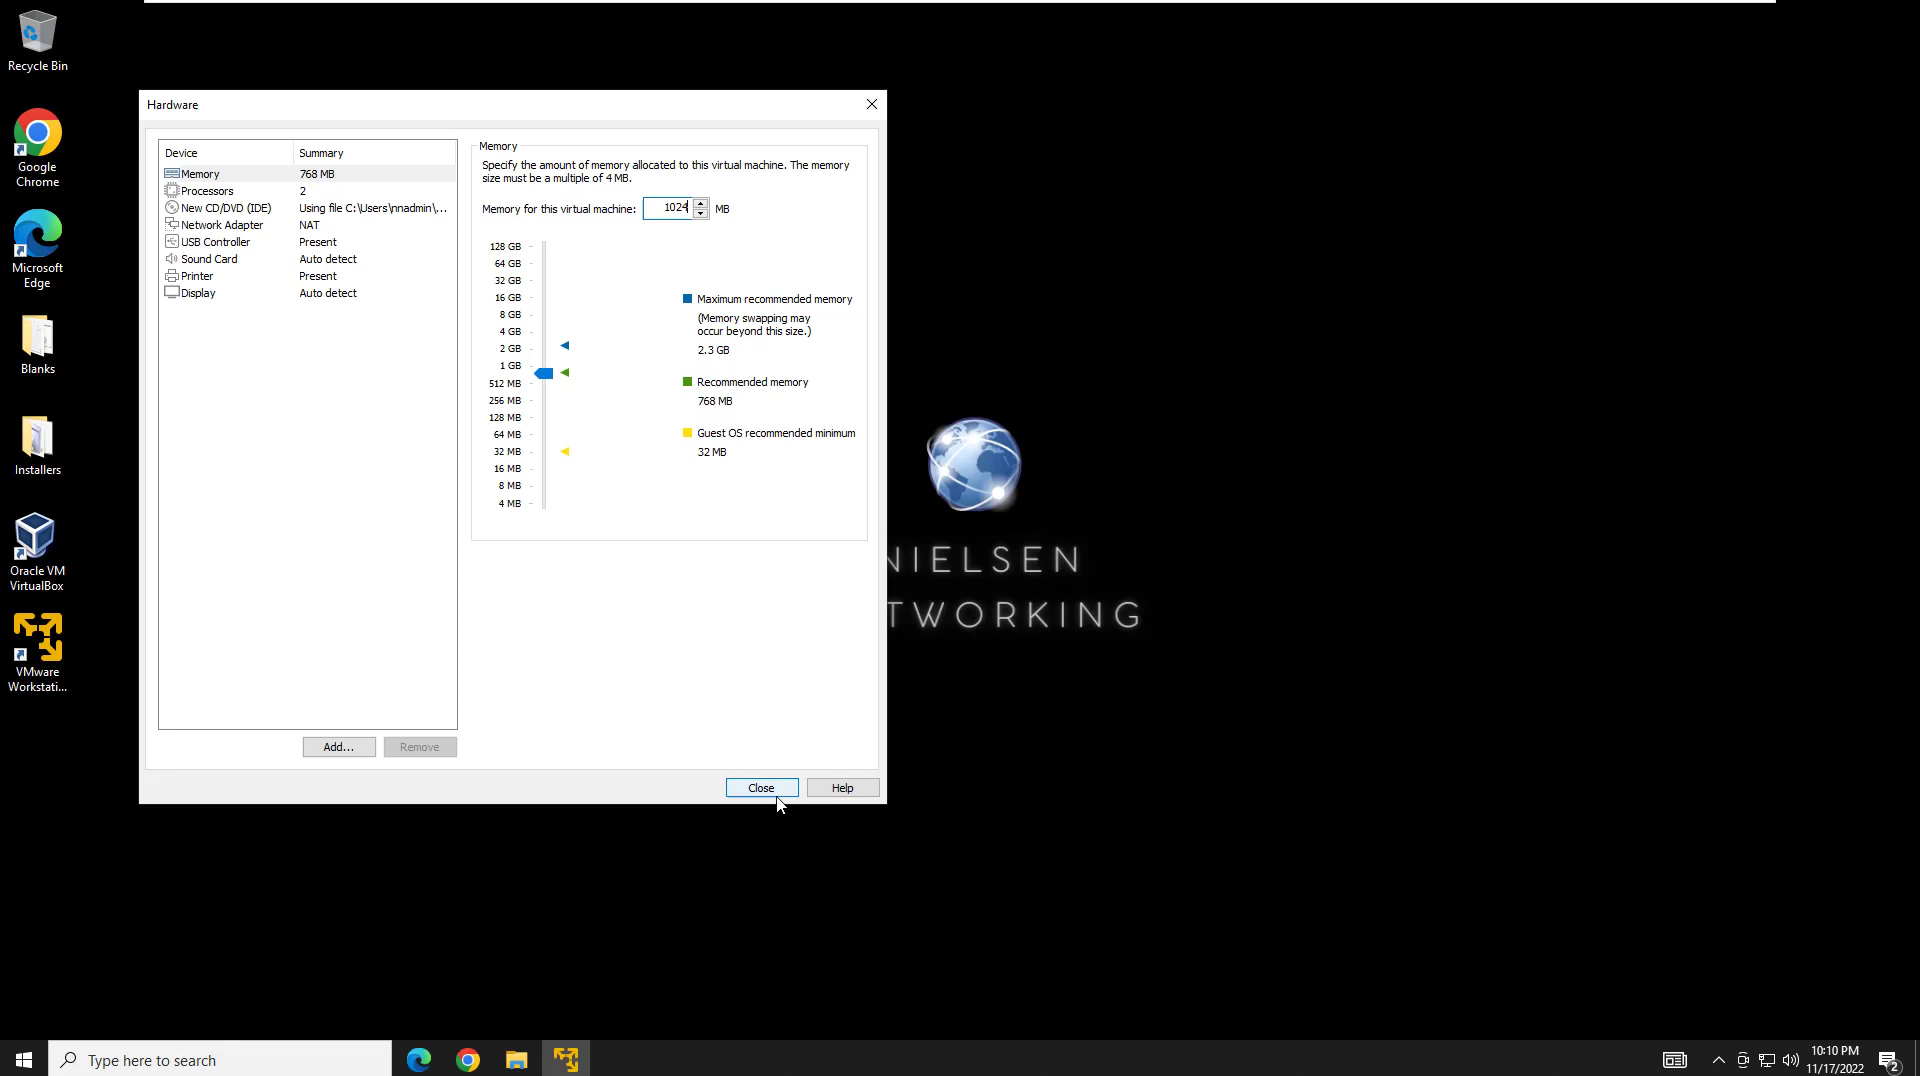 Recycle Bin
Google
Chrome
Microsoft
Edge
Blanks
Installers
Oracle VM
VirtualBox
VMware
Workstati...
Hardware
Device Summary
Memory 768 MB
Processors 2
New CD/DVD (IDE) Using file C:\Users\nnadmin\...
Network Adapter NAT
USB Controller Present
Sound Card Auto detect
Printer Present
Display Auto detect
Add...
Remove
Memory
Specify the amount of memory allocated to this virtual machine. The memory
size must be a multiple of 4 MB.
Memory for this virtual machine: 1024 MB
128 GB
64 GB
32 GB
16 GB
8 GB
4 GB
2 GB
1 GB
512 MB
256 MB
128 MB
64 MB
32 MB
16 MB
8 MB
4 MB
Maximum recommended memory
(Memory swapping may
occur beyond this size.)
2.3 GB
Recommended memory
768 MB
Guest OS recommended minimum
32 MB
Close
Help
NIELSEN
TWORKING
Type here to search
10:10 PM
11/17/2022
2